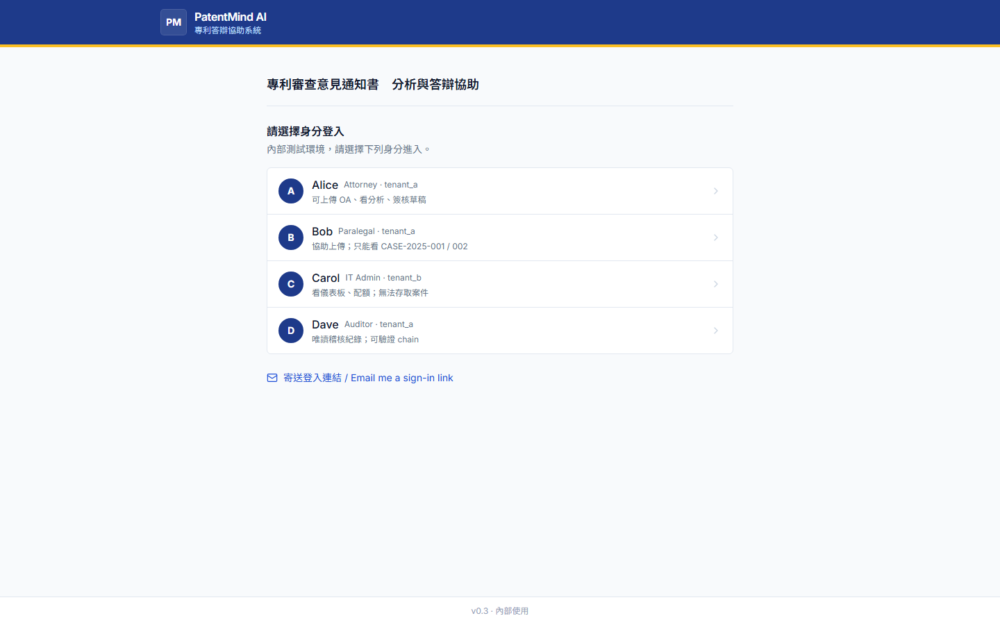 PM
PatentMind AI
專利答辯協助系統
專利審查意見通知書　分析與答辯協助
請選擇身分登入
內部測試環境，請選擇下列身分進入。
A
Alice Attorney · tenant_a
可上傳 OA、看分析、簽核草稿
B
Bob Paralegal · tenant_a
協助上傳；只能看 CASE-2025-001 / 002
C
Carol IT Admin · tenant_b
看儀表板、配額；無法存取案件
D
Dave Auditor · tenant_a
唯讀稽核紀錄；可驗證 chain
寄送登入連結 / Email me a sign-in link
v0.3 · 內部使用